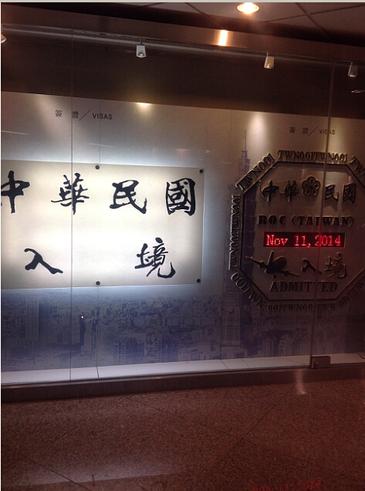 簽證／VISAS
中華民國
入境
簽證／VISAS
TWN001TWN001TWN001
中華民國
ROC (TAIWAN)
Nov 11,2014
入境
ADMITTED